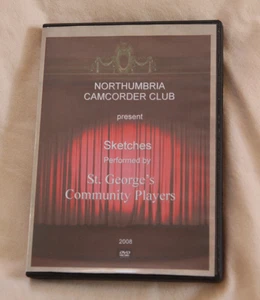 NORTHUMBRIA
CAMCORDER CLUB
present
Sketches
Performed by
St. George's
Community Players
2008
DVD